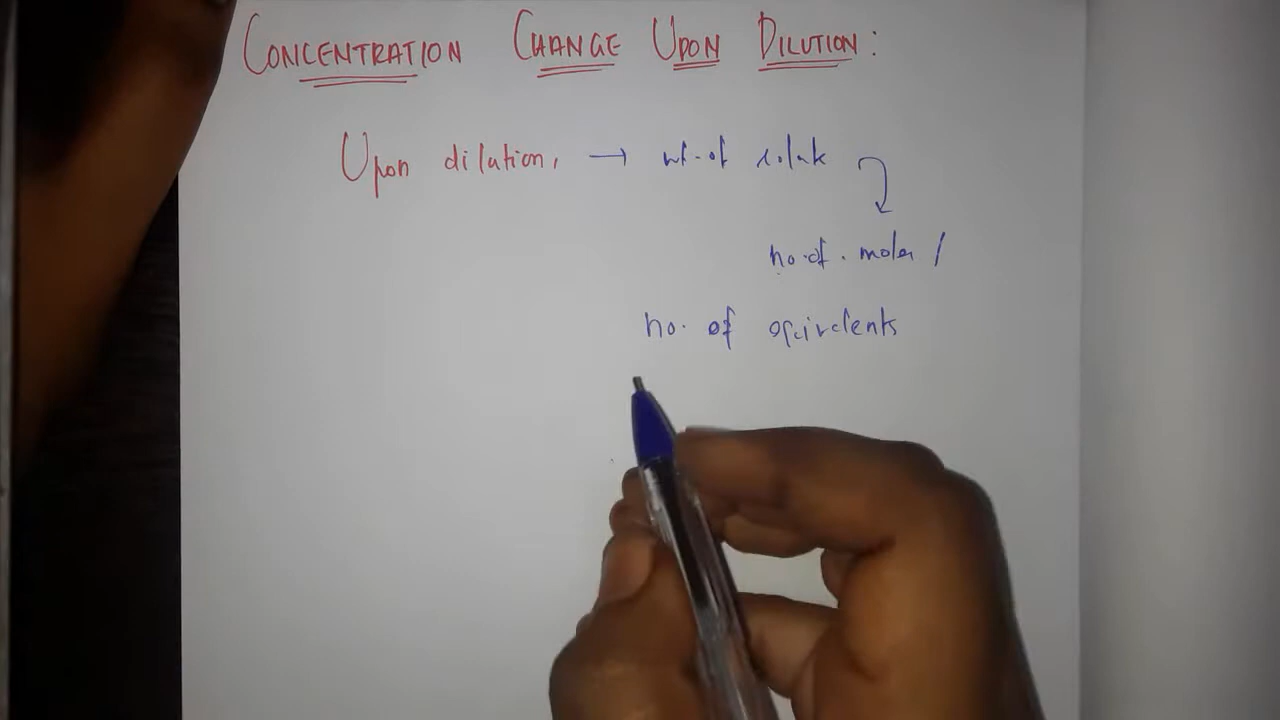 CONCENTRATION CHANGE UPON DILUTION:
Upon dilution, → wt. of solute
no. of. moles /
no. of equivalents